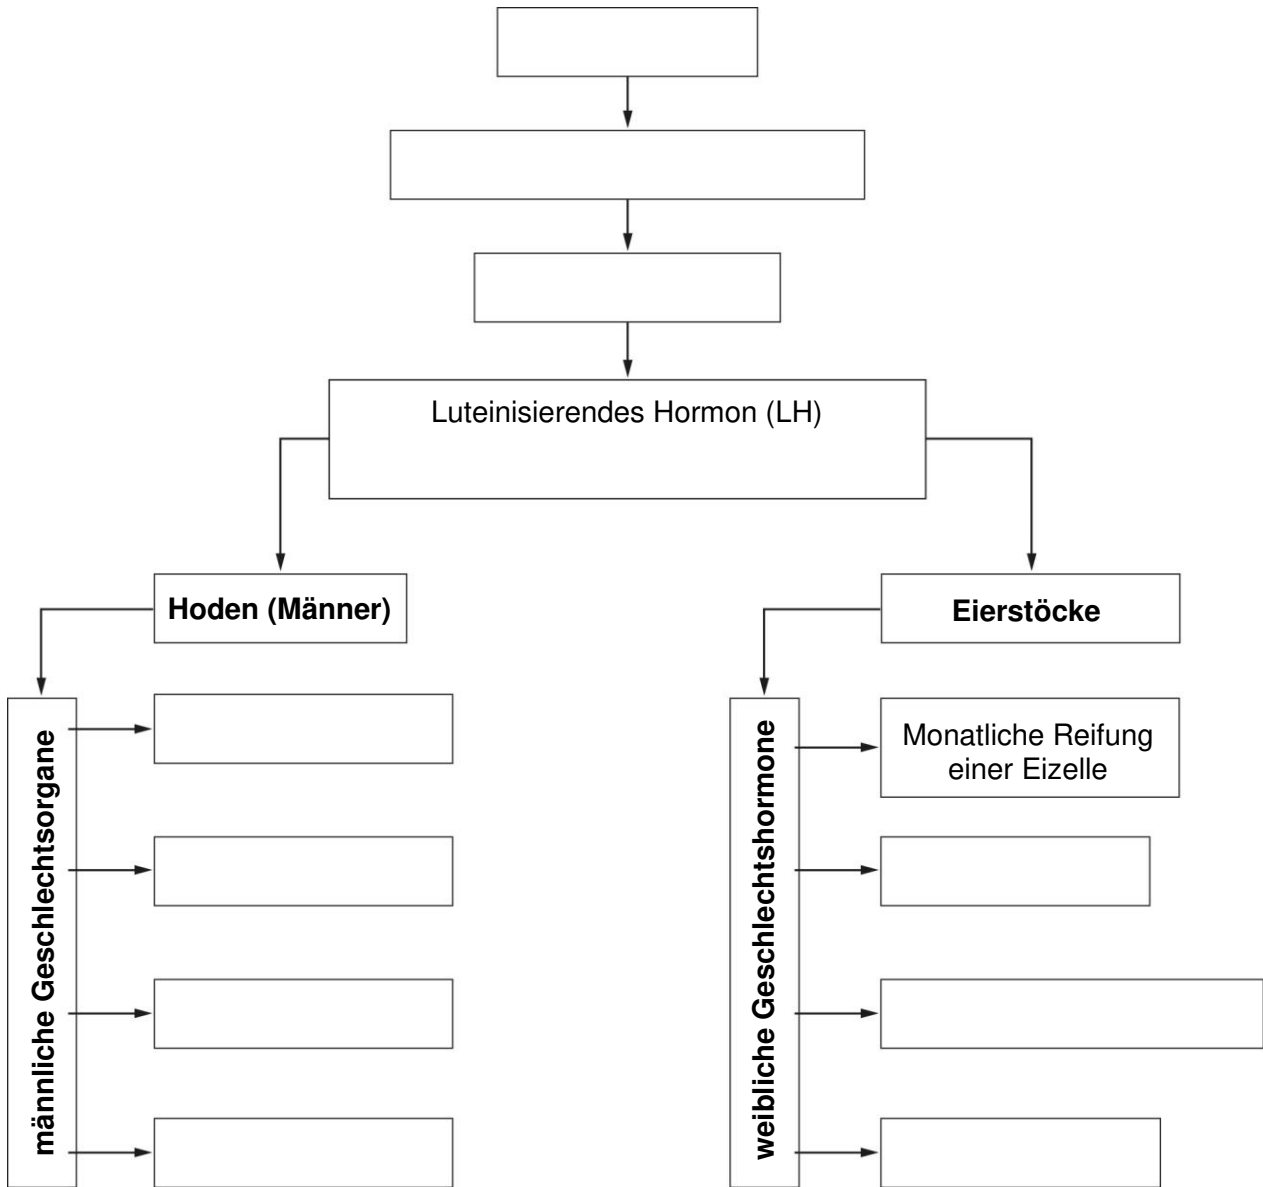 Luteinisierendes Hormon (LH)
Hoden (Männer)
Eierstöcke
männliche Geschlechtsorgane
weibliche Geschlechtshormone
Monatliche Reifung
einer Eizelle